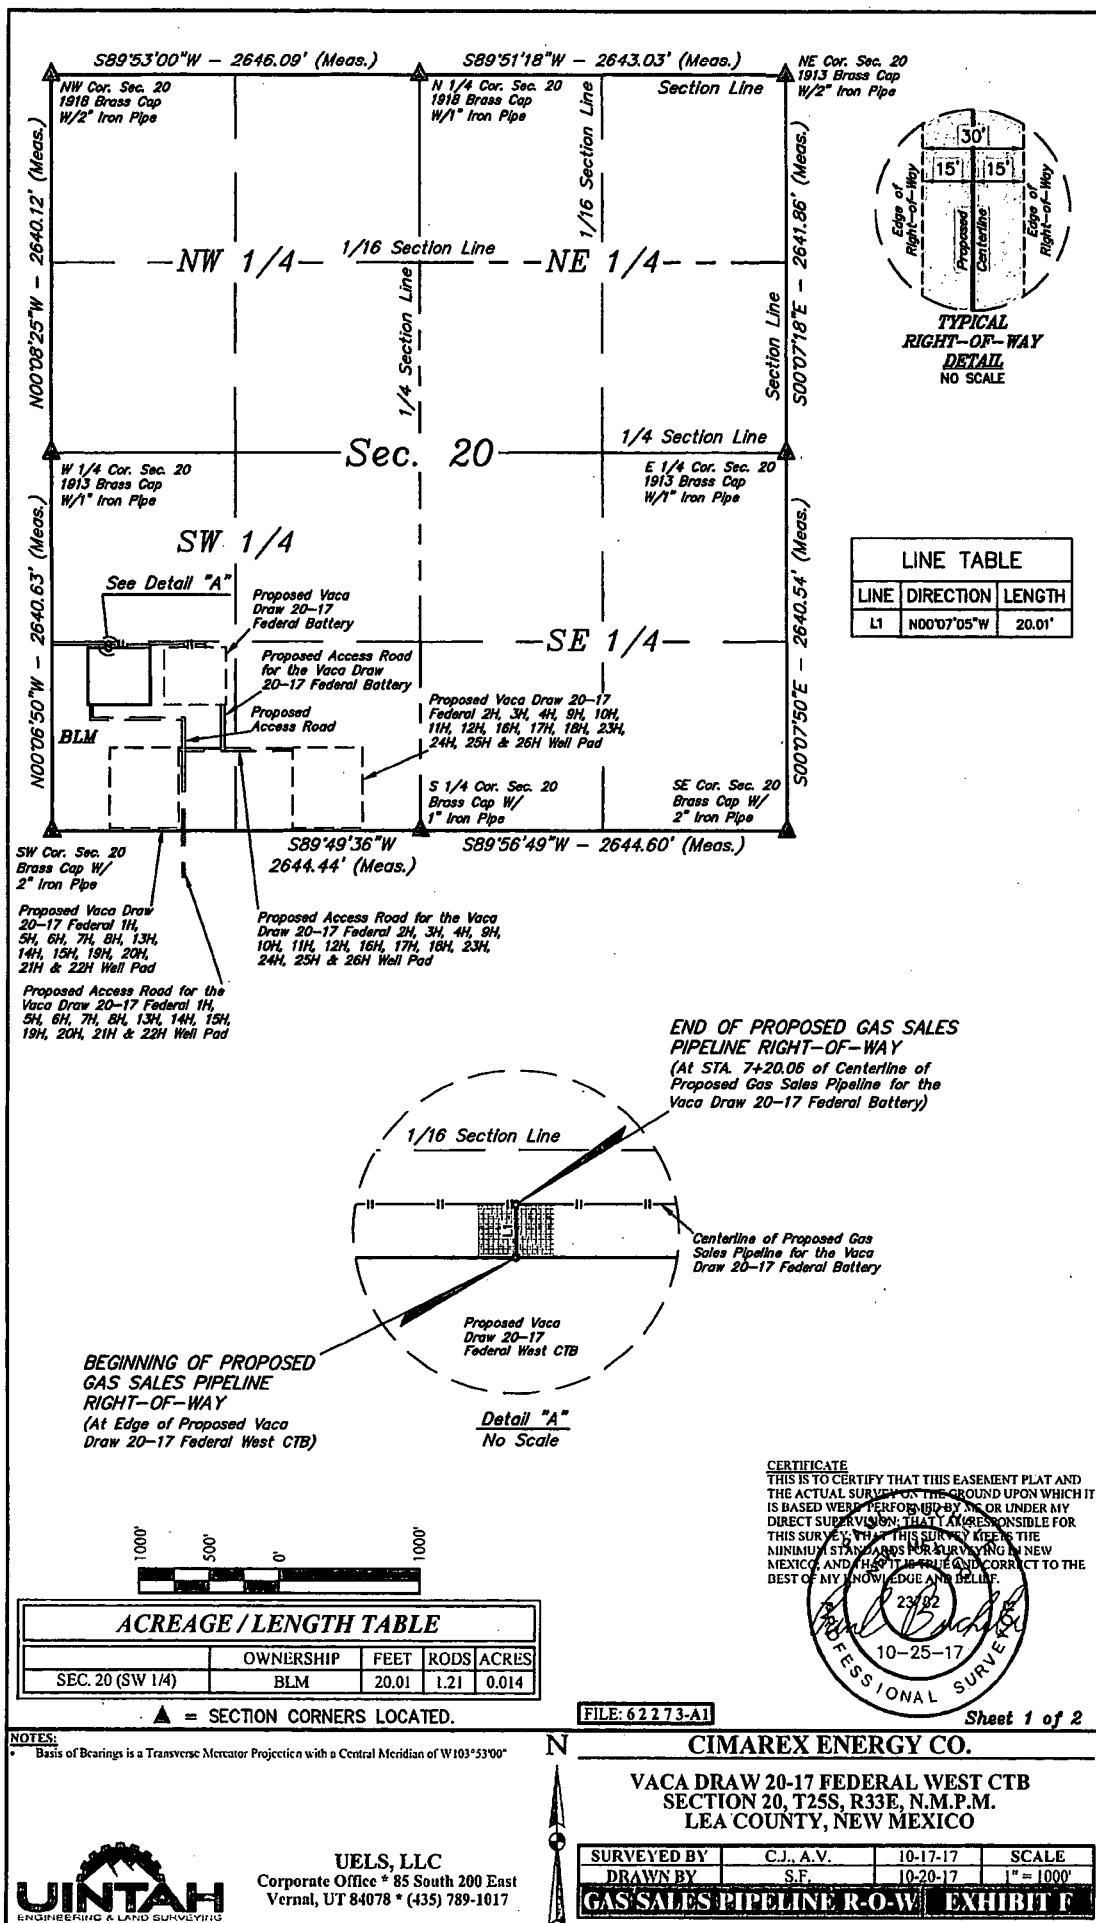 S89°53'00"W - 2646.09' (Meas.)
S89°51'18"W - 2643.03' (Meas.)
NW Cor. Sec. 20
1918 Brass Cap
W/2" Iron Pipe
N 1/4 Cor. Sec. 20
1918 Brass Cap
W/1" Iron Pipe
Section Line
NE Cor. Sec. 20
1913 Brass Cap
W/2" Iron Pipe
N00°08'25"W - 2640.12' (Meas.)
1/16 Section Line
S00°07'18"E - 2641.86' (Meas.)
30'
15'
15'
Edge of
Right-of-Way
Proposed
Centerline
Edge of
Right-of-Way
TYPICAL
RIGHT-OF-WAY
DETAIL
NO SCALE
NW 1/4
1/16 Section Line
NE 1/4
1/4 Section Line
Section Line
Sec. 20
1/4 Section Line
W 1/4 Cor. Sec. 20
1913 Brass Cap
W/1" Iron Pipe
E 1/4 Cor. Sec. 20
1913 Brass Cap
W/1" Iron Pipe
N00°06'50"W - 2640.63' (Meas.)
S00°07'50"E - 2640.54' (Meas.)
SW 1/4
See Detail "A"
Proposed Vaca
Draw 20-17
Federal Battery
SE 1/4
Proposed Access Road
for the Vaca Draw
20-17 Federal Battery
Proposed
Access Road
BLM
Proposed Vaca Draw 20-17
Federal 2H, 3H, 4H, 9H, 10H,
11H, 12H, 16H, 17H, 18H, 23H,
24H, 25H & 26H Well Pad
LINE TABLE
LINE DIRECTION LENGTH
L1 N00°07'05"W 20.01'
S 1/4 Cor. Sec. 20
Brass Cap W/
1" Iron Pipe
SE Cor. Sec. 20
Brass Cap W/
2" Iron Pipe
SW Cor. Sec. 20
Brass Cap W/
2" Iron Pipe
S89°49'36"W
2644.44' (Meas.)
S89°56'49"W - 2644.60' (Meas.)
Proposed Vaca Draw
20-17 Federal 1H,
5H, 6H, 7H, 8H, 13H,
14H, 15H, 19H, 20H,
21H & 22H Well Pad
Proposed Access Road for the Vaca
Draw 20-17 Federal 2H, 3H, 4H, 9H,
10H, 11H, 12H, 16H, 17H, 18H, 23H,
24H, 25H & 26H Well Pad
Proposed Access Road for the
Vaca Draw 20-17 Federal 1H,
5H, 6H, 7H, 8H, 13H, 14H, 15H,
19H, 20H, 21H & 22H Well Pad
END OF PROPOSED GAS SALES
PIPELINE RIGHT-OF-WAY
(At STA. 7+20.06 of Centerline of
Proposed Gas Sales Pipeline for the
Vaca Draw 20-17 Federal Battery)
1/16 Section Line
L1
Centerline of Proposed Gas
Sales Pipeline for the Vaca
Draw 20-17 Federal Battery
Proposed Vaca
Draw 20-17
Federal West CTB
BEGINNING OF PROPOSED
GAS SALES PIPELINE
RIGHT-OF-WAY
(At Edge of Proposed Vaca
Draw 20-17 Federal West CTB)
Detail "A"
No Scale
CERTIFICATE
THIS IS TO CERTIFY THAT THIS EASEMENT PLAT AND
THE ACTUAL SURVEY ON THE GROUND UPON WHICH IT
IS BASED WERE PERFORMED BY ME OR UNDER MY
DIRECT SUPERVISION; THAT I AM RESPONSIBLE FOR
THIS SURVEY; THAT THIS SURVEY MEETS THE
MINIMUM STANDARDS FOR SURVEYING IN NEW
MEXICO, AND THAT IT IS TRUE AND CORRECT TO THE
BEST OF MY KNOWLEDGE AND BELIEF.
NEW MEXICO
10-25-17
PROFESSIONAL SURVEYOR
1000' 500' 0' 1000'
ACREAGE / LENGTH TABLE
OWNERSHIP FEET RODS ACRES
SEC. 20 (SW 1/4) BLM 20.01 1.21 0.014
▲ = SECTION CORNERS LOCATED.
FILE: 62273-A1
Sheet 1 of 2
NOTES:
• Basis of Bearings is a Transverse Mercator Projection with a Central Meridian of W103°53'00"
N
CIMAREX ENERGY CO.
VACA DRAW 20-17 FEDERAL WEST CTB
SECTION 20, T25S, R33E, N.M.P.M.
LEA COUNTY, NEW MEXICO
UINTAH
ENGINEERING & LAND SURVEYING
UELS, LLC
Corporate Office * 85 South 200 East
Vernal, UT 84078 * (435) 789-1017
SURVEYED BY C.J., A.V. 10-17-17 SCALE
DRAWN BY S.F. 10-20-17 1" = 1000'
GAS SALES PIPELINE R-O-W EXHIBIT F